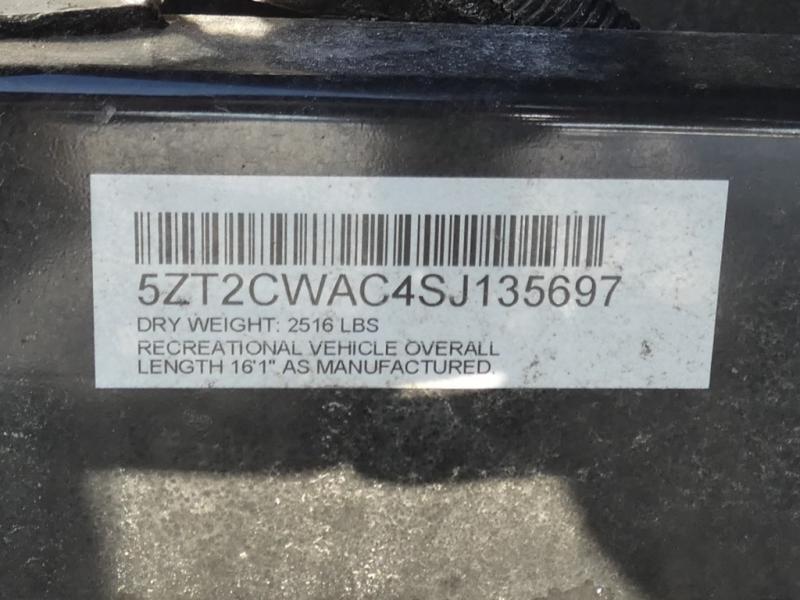 5ZT2CWAC4SJ135697
DRY WEIGHT: 2516 LBS
RECREATIONAL VEHICLE OVERALL
LENGTH 16'1" AS MANUFACTURED.